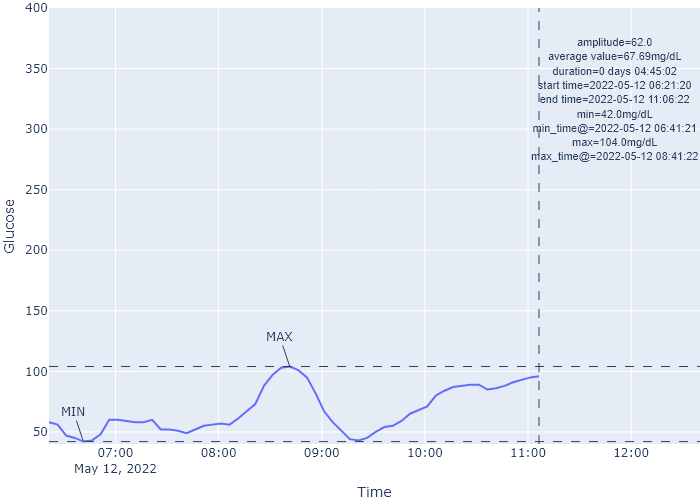 400
350
300
250
200
150
100
50
Glucose
amplitude=62.0
average value=67.69mg/dL
duration=0 days 04:45:02
start time=2022-05-12 06:21:20
end time=2022-05-12 11:06:22
min=42.0mg/dL
min_time@=2022-05-12 06:41:21
max=104.0mg/dL
max_time@=2022-05-12 08:41:22
MAX
MIN
07:00 08:00 09:00 10:00 11:00 12:00
May 12, 2022
Time